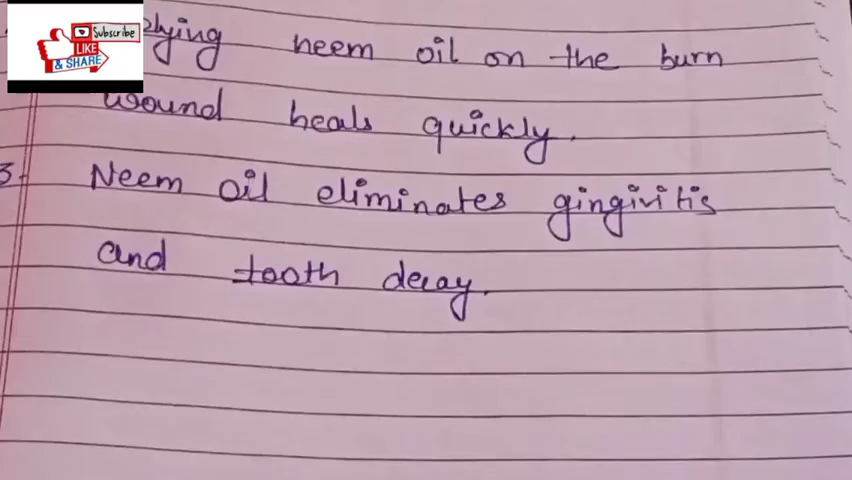 Subscribe
LIKE
& SHARE
neem oil on the burn
wound heals quickly.
3. Neem oil eliminates gingivitis
and tooth decay.